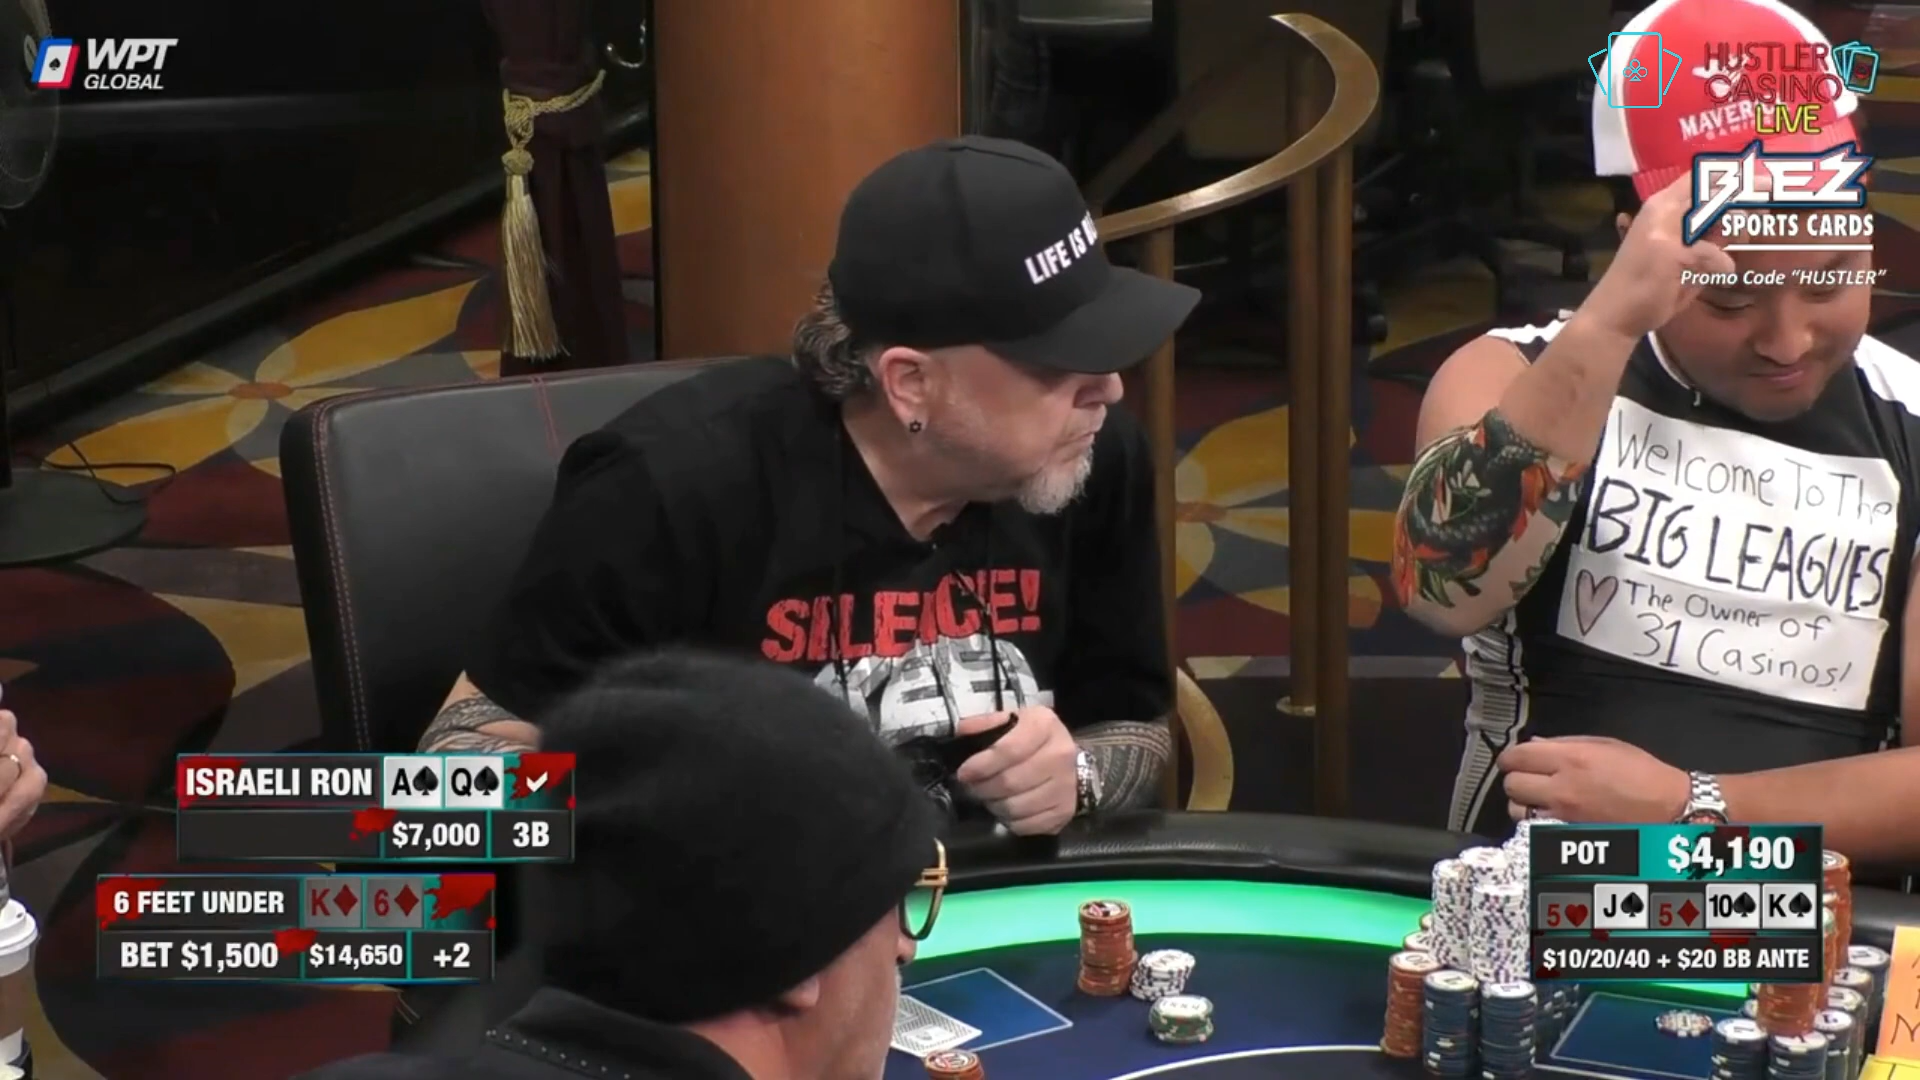 WPT
GLOBAL
HUSTLER
CASINO
LIVE
MAVERI
BLEZ
SPORTS CARDS
Promo Code "HUSTLER"
LIFE IS
Welcome To The
BIG LEAGUES
The Owner of
31 Casinos!
SILENCE!
ISRAELI RON A♠ Q♠ ✓
$7,000 3B
6 FEET UNDER K♦ 6♦
BET $1,500 $14,650 +2
POT $4,190
5♥ J♠ 5♦ 10♠ K♠
$10/20/40 + $20 BB ANTE